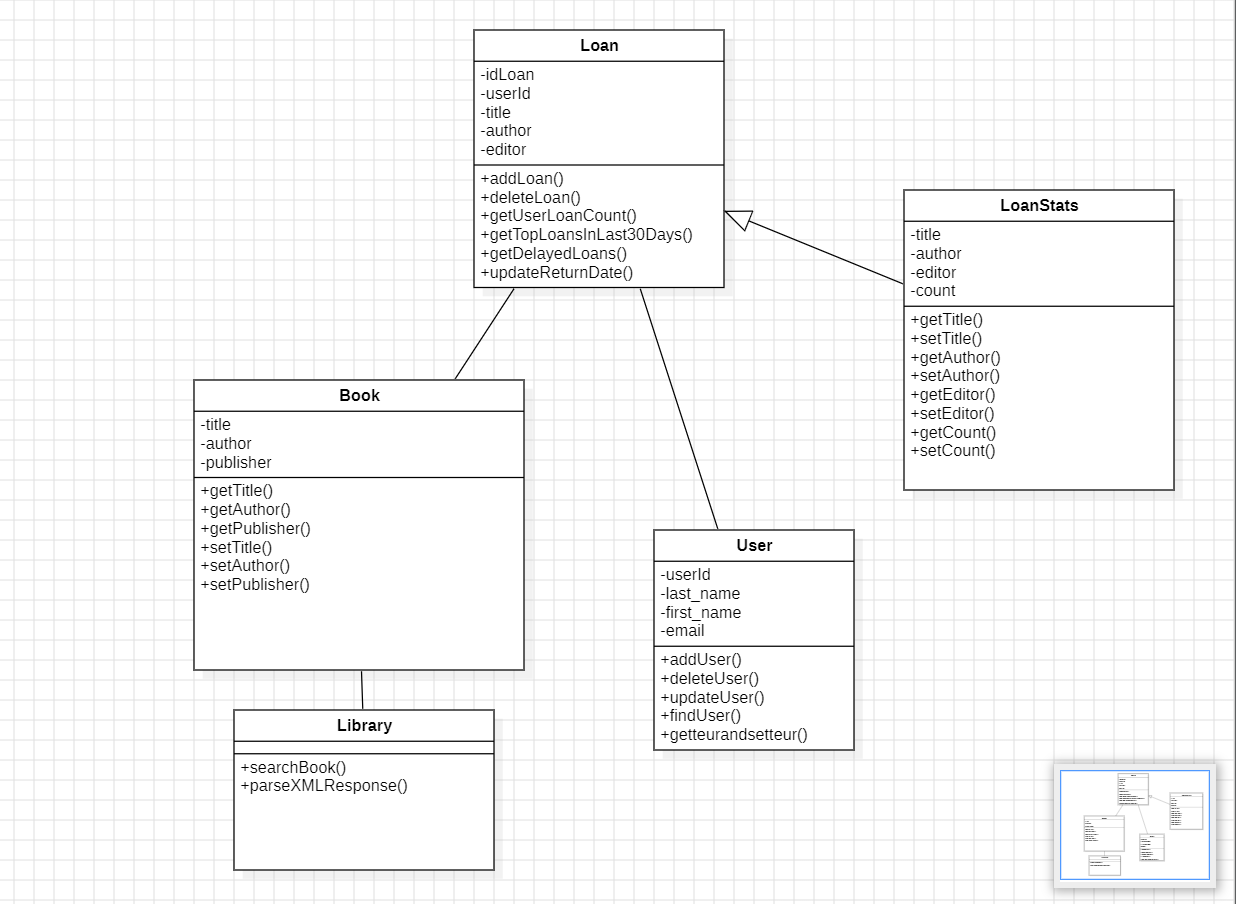 Loan
-idLoan
-userId
-title
-author
-editor
+addLoan()
+deleteLoan()
+getUserLoanCount()
+getTopLoansInLast30Days()
+getDelayedLoans()
+updateReturnDate()
LoanStats
-title
-author
-editor
-count
+getTitle()
+setTitle()
+getAuthor()
+setAuthor()
+getEditor()
+setEditor()
+getCount()
+setCount()
Book
-title
-author
-publisher
+getTitle()
+getAuthor()
+getPublisher()
+setTitle()
+setAuthor()
+setPublisher()
User
-userId
-last_name
-first_name
-email
+addUser()
+deleteUser()
+updateUser()
+findUser()
+getteurandsetteur()
Library
+searchBook()
+parseXMLResponse()